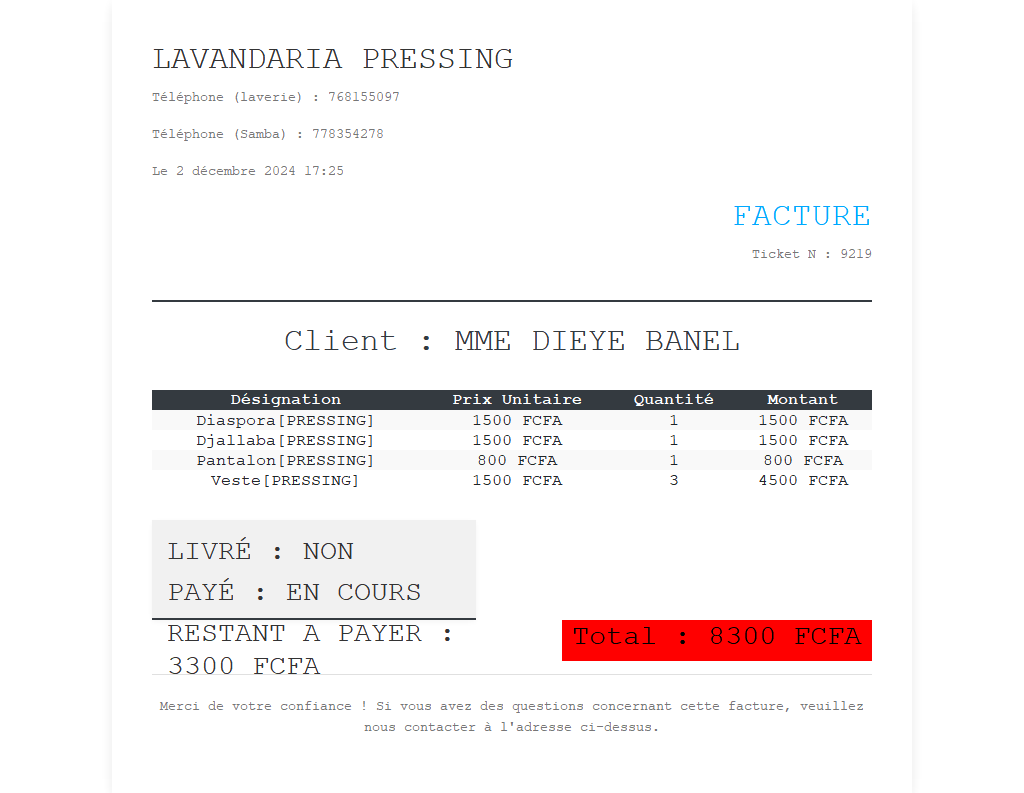 LAVANDARIA PRESSING
Téléphone (laverie) : 768155097
Téléphone (Samba) : 778354278
Le 2 décembre 2024 17:25
FACTURE
Ticket N : 9219
Client : MME DIEYE BANEL
Désignation Prix Unitaire Quantité Montant
Diaspora[PRESSING] 1500 FCFA 1 1500 FCFA
Djallaba[PRESSING] 1500 FCFA 1 1500 FCFA
Pantalon[PRESSING] 800 FCFA 1 800 FCFA
Veste[PRESSING] 1500 FCFA 3 4500 FCFA
LIVRÉ : NON
PAYÉ : EN COURS
RESTANT A PAYER :
3300 FCFA
Total : 8300 FCFA
Merci de votre confiance ! Si vous avez des questions concernant cette facture, veuillez
nous contacter à l'adresse ci-dessus.